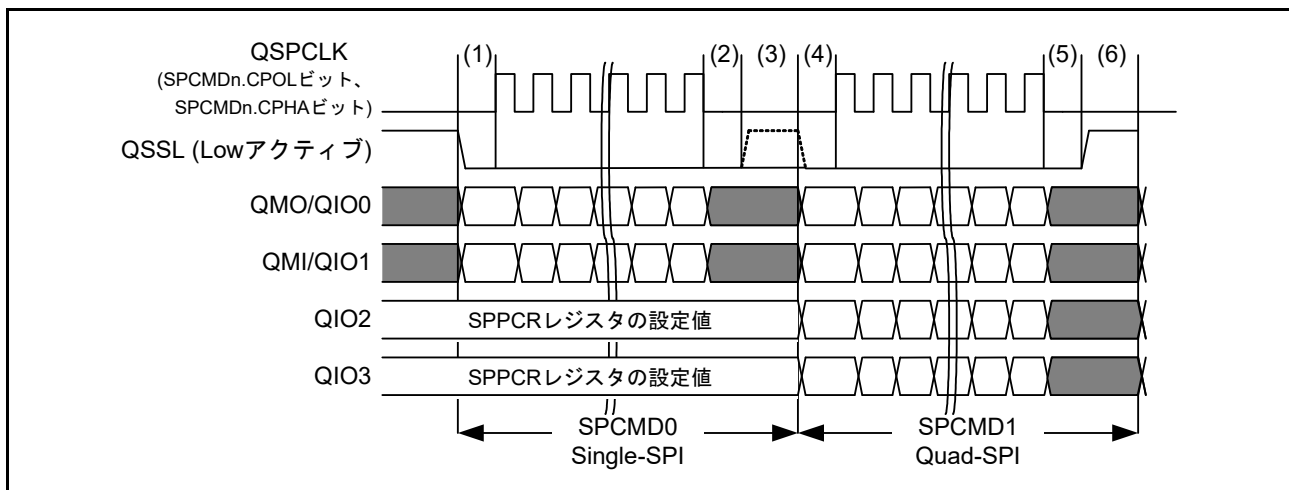 QSPCLK
(SPCMDn.CPOLビット、
SPCMDn.CPHAビット)
(1) (2) (3) (4) (5) (6)
QSSL (Lowアクティブ)
QMO/QIO0
QMI/QIO1
QIO2 SPPCRレジスタの設定値
QIO3 SPPCRレジスタの設定値
SPCMD0 SPCMD1
Single-SPI Quad-SPI